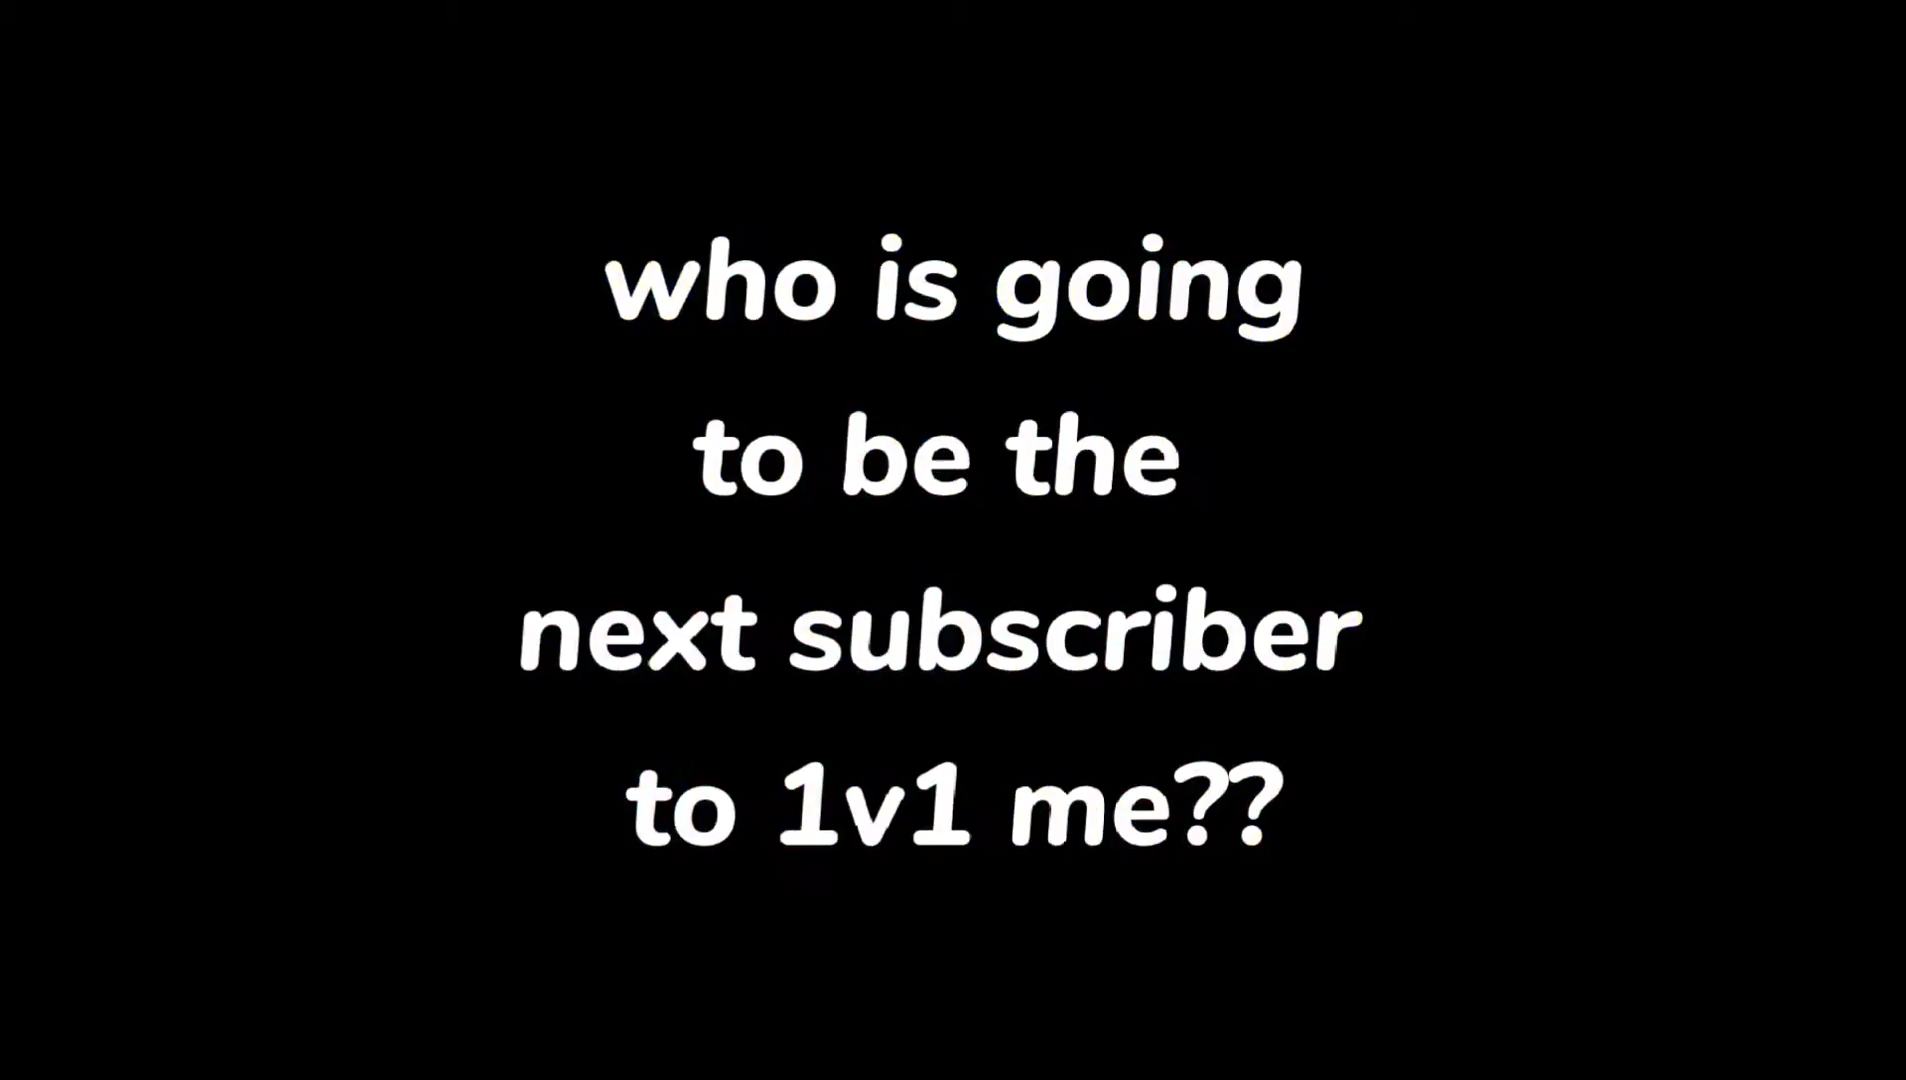 who is going
to be the
next subscriber
to 1v1 me??